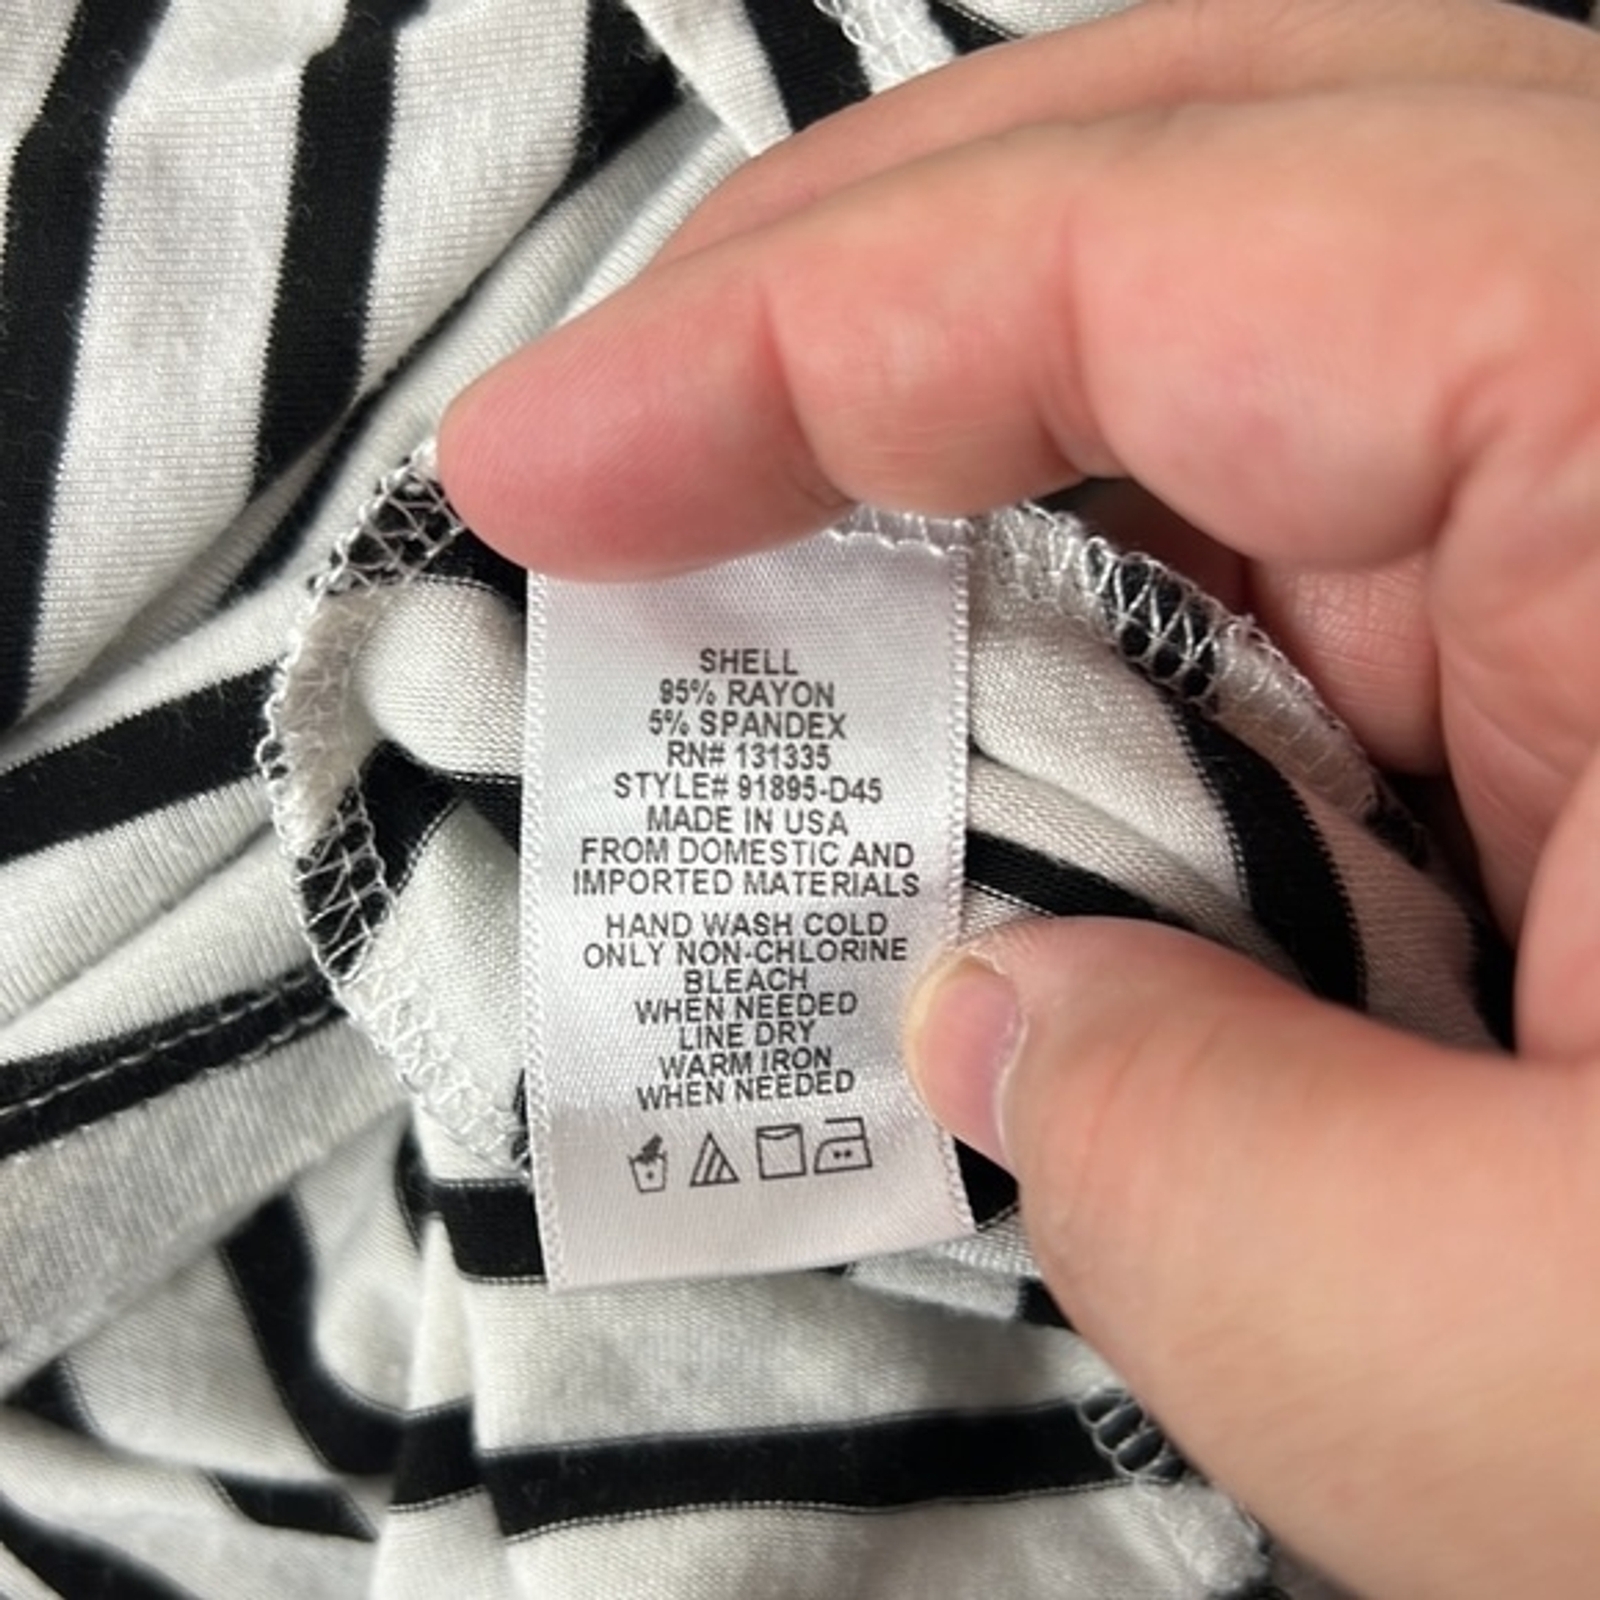 SHELL
95% RAYON
5% SPANDEX
RN# 131335
STYLE# 91895-D45
MADE IN USA
FROM DOMESTIC AND
IMPORTED MATERIALS
HAND WASH COLD
ONLY NON-CHLORINE
BLEACH
WHEN NEEDED
LINE DRY
WARM IRON
WHEN NEEDED